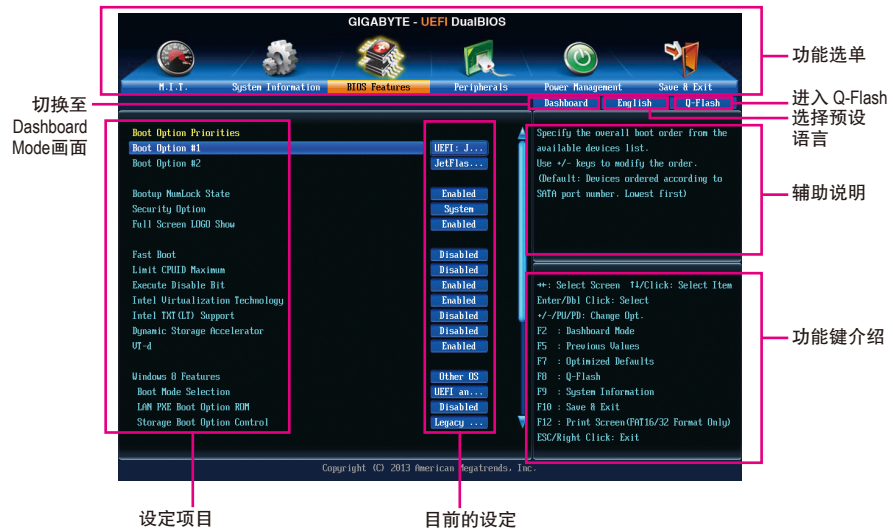 GIGABYTE - UEFI DualBIOS
M.I.T.
System Information
BIOS Features
Peripherals
Power Management
Save & Exit
功能选单
Dashboard
English
Q-Flash
切换至
Dashboard
Mode画面
进入 Q-Flash
选择预设
语言
Boot Option Priorities
Boot Option #1 UEFI: J...
Boot Option #2 JetFlas...
Bootup NumLock State Enabled
Security Option System
Full Screen LOGO Show Enabled
Fast Boot Disabled
Limit CPUID Maximum Disabled
Execute Disable Bit Enabled
Intel Virtualization Technology Enabled
Intel TXT(LT) Support Disabled
Dynamic Storage Accelerator Disabled
VT-d Enabled
Windows 8 Features Other OS
Boot Mode Selection UEFI an...
LAN PXE Boot Option ROM Disabled
Storage Boot Option Control Legacy ...
Specify the overall boot order from the
available devices list.
Use +/- keys to modify the order.
(Default: Devices ordered according to
SATA port number. Lowest first)
辅助说明
→←: Select Screen ↑↓/Click: Select Item
Enter/Dbl Click: Select
+/-/PU/PD: Change Opt.
F2 : Dashboard Mode
F5 : Previous Values
F7 : Optimized Defaults
F8 : Q-Flash
F9 : System Information
F10 : Save & Exit
F12 : Print Screen(FAT16/32 Format Only)
ESC/Right Click: Exit
功能键介绍
Copyright (C) 2013 American Megatrends, Inc.
设定项目
目前的设定